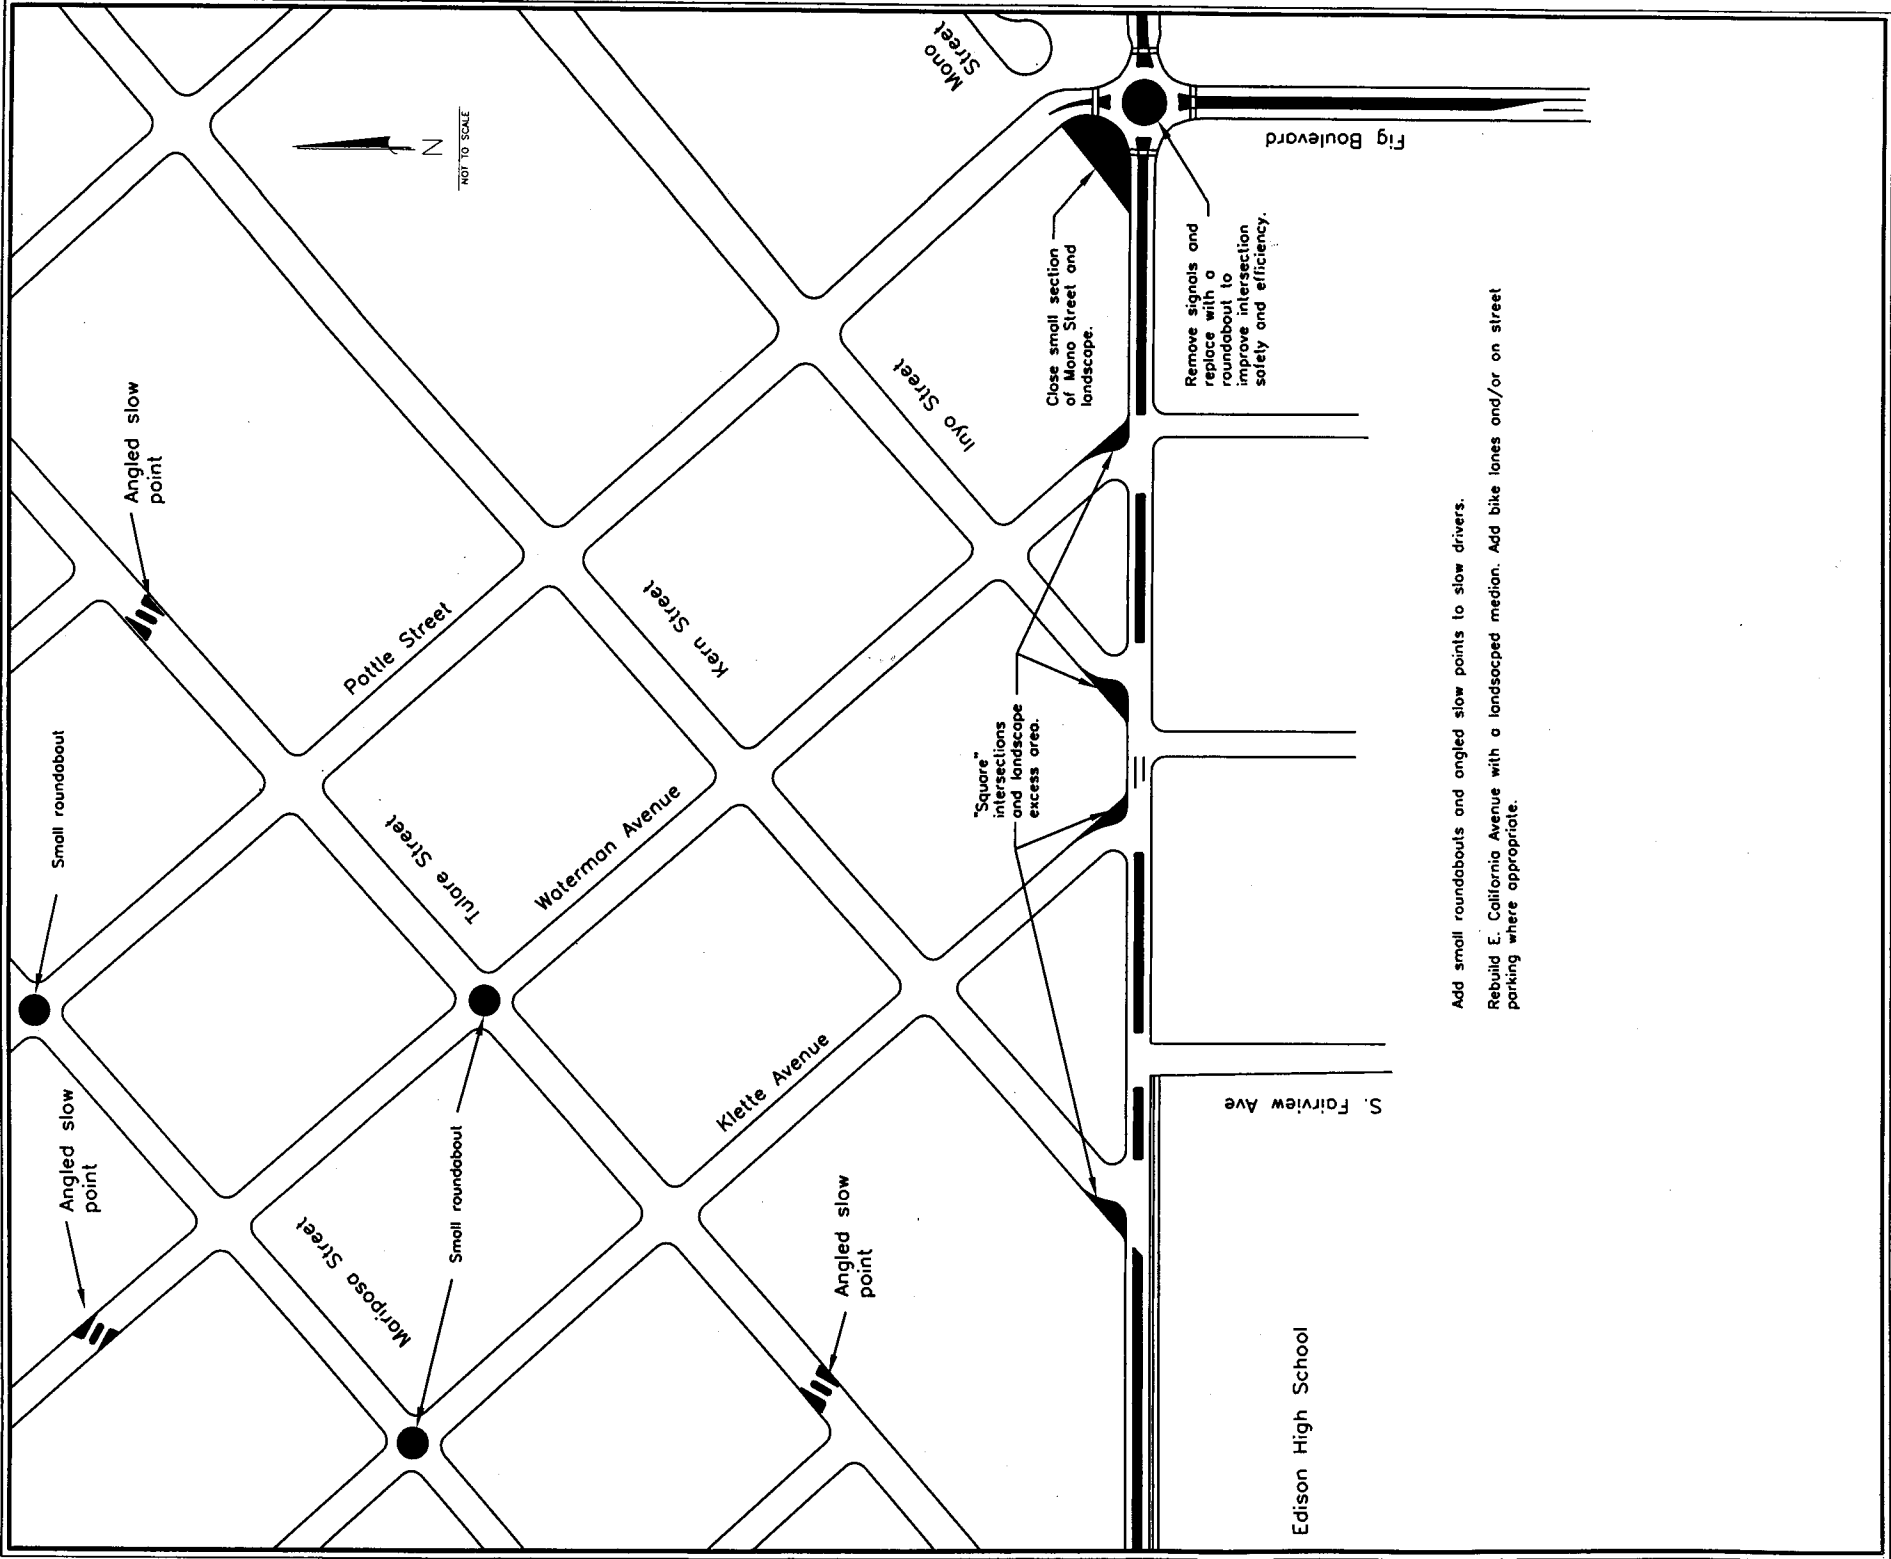 Mono
Street
N
NOT TO SCALE
Fig Boulevard
Close small section
of Mono Street and
landscape.
Remove signals and
replace with a
roundabout to
improve intersection
safely and efficiency.
Angled slow
point
Inyo Street
Pottle Street
Kern Street
Small roundabout
Tulare Street
Waterman Avenue
"Square"
intersections
and landscape
excess area.
Klette Avenue
S. Fairview Ave
Angled slow
point
Small roundabout
Mariposa Street
Angled slow
point
Edison High School
Add small roundabouts and angled slow points to slow drivers.
Rebuild E. California Avenue with a landsacped median. Add bike lanes and/or on street
parking where appropriate.